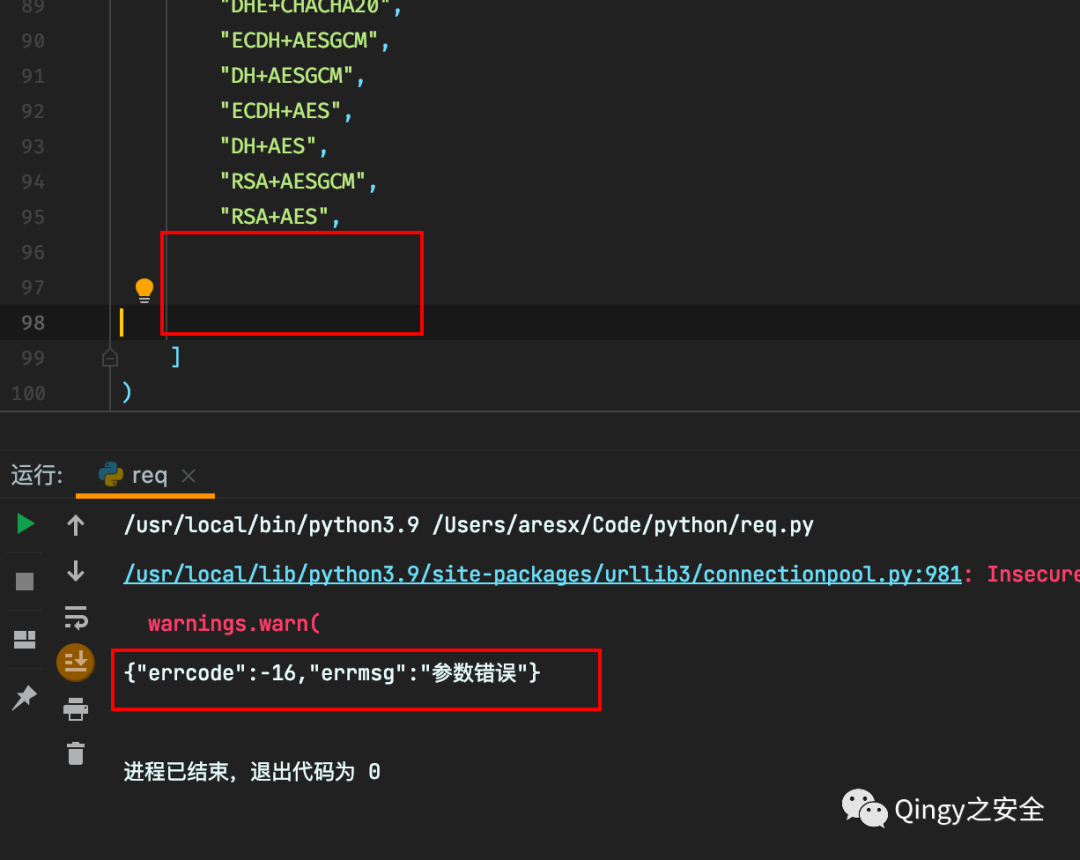 89 "DHE+CHACHA20",
90 "ECDH+AESGCM",
91 "DH+AESGCM",
92 "ECDH+AES",
93 "DH+AES",
94 "RSA+AESGCM",
95 "RSA+AES",
96
97
98
99 ]
100 )
运行: req
/usr/local/bin/python3.9 /Users/aresx/Code/python/req.py
/usr/local/lib/python3.9/site-packages/urllib3/connectionpool.py:981: Insecure
warnings.warn(
{"errcode":-16,"errmsg":"参数错误"}
进程已结束，退出代码为 0
Qingy之安全